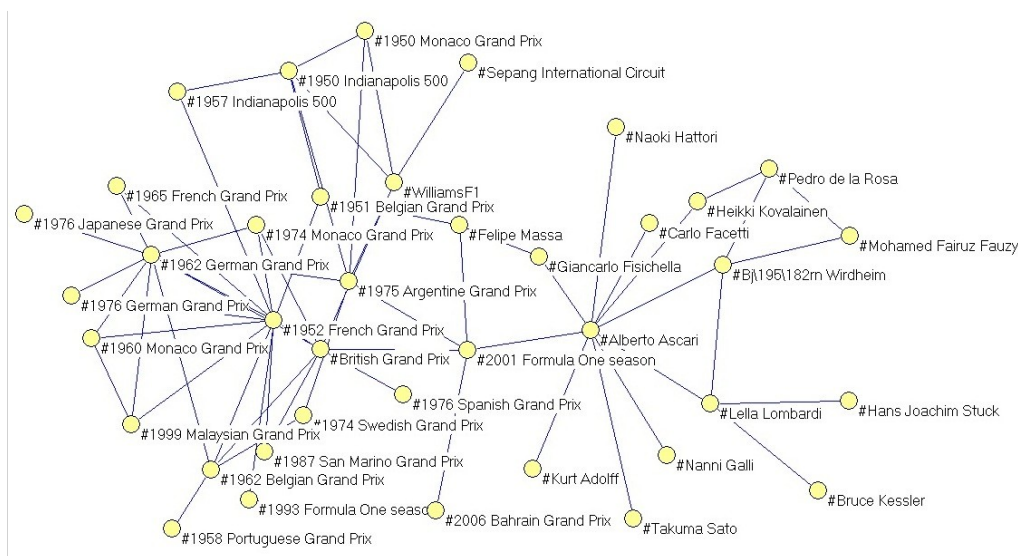 #1950 Monaco Grand Prix
#Sepang International Circuit
#1950 Indianapolis 500
#1957 Indianapolis 500
#Naoki Hattori
#Pedro de la Rosa
#WilliamsF1
#1965 French Grand Prix
#1951 Belgian Grand Prix
#Heikki Kovalainen
#1976 Japanese Grand Prix
#1974 Monaco Grand Prix
#Felipe Massa
#Carlo Facetti
#Mohamed Fairuz Fauzy
#1962 German Grand Prix
#Giancarlo Fisichella
#Bj\195\182rn Wirdheim
#1975 Argentine Grand Prix
#1976 German Grand Prix
#1952 French Grand Prix
#Alberto Ascari
#1960 Monaco Grand Prix
#British Grand Prix
#2001 Formula One season
#1976 Spanish Grand Prix
#Lella Lombardi
#Hans Joachim Stuck
#1974 Swedish Grand Prix
#1999 Malaysian Grand Prix
#1987 San Marino Grand Prix
#Nanni Galli
#1962 Belgian Grand Prix
#Kurt Adolff
#Bruce Kessler
#1993 Formula One seaso
#2006 Bahrain Grand Prix
#Takuma Sato
#1958 Portuguese Grand Prix